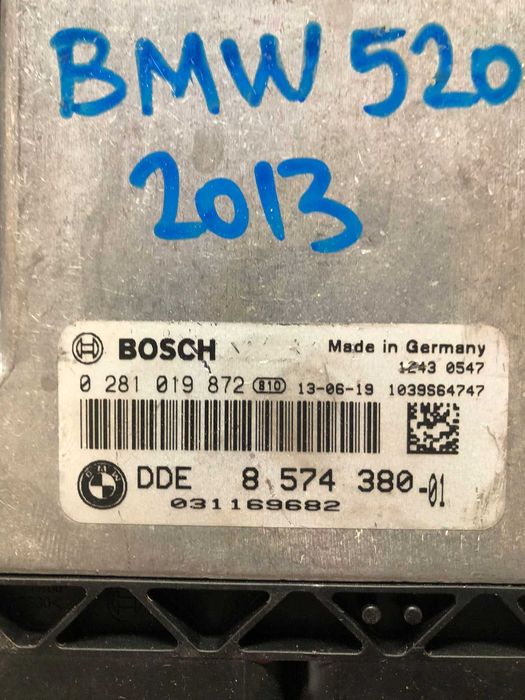 BMW 520
2013
BOSCH Made in Germany
1243 0547
0 281 019 872 810 13-06-19 1039S64747
BMW DDE 8 574 380-01
031169682